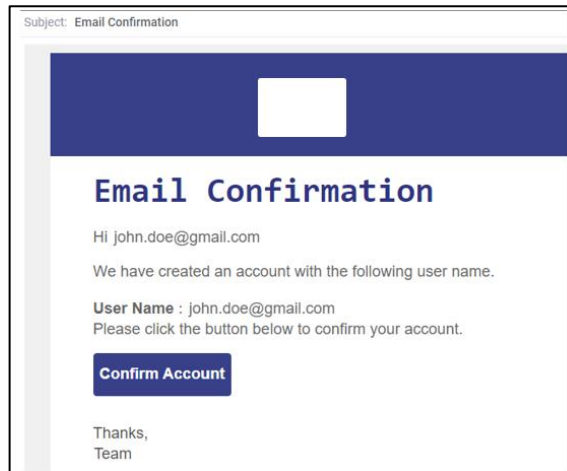 Subject: Email Confirmation
Email Confirmation
Hi john.doe@gmail.com
We have created an account with the following user name.
User Name : john.doe@gmail.com
Please click the button below to confirm your account.
Confirm Account
Thanks,
Team